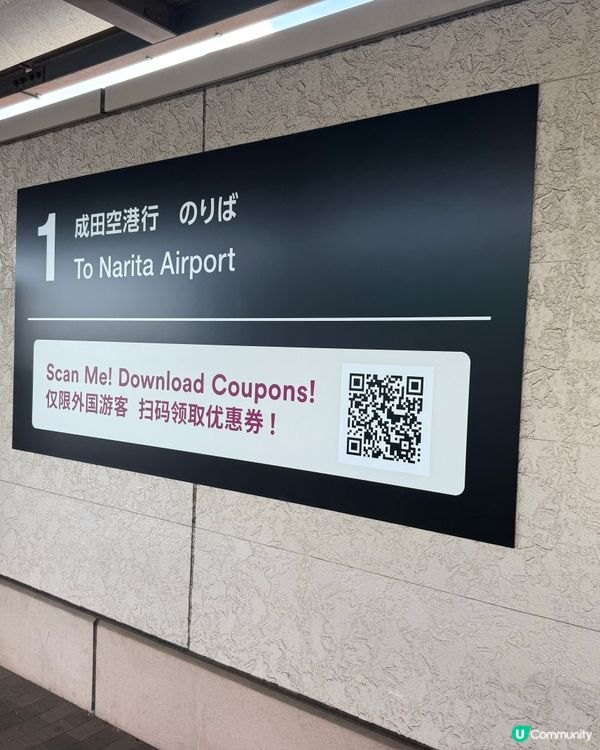 1
成田空港行 のりば
To Narita Airport
Scan Me! Download Coupons!
仅限外国游客 扫码领取优惠券！
U Community